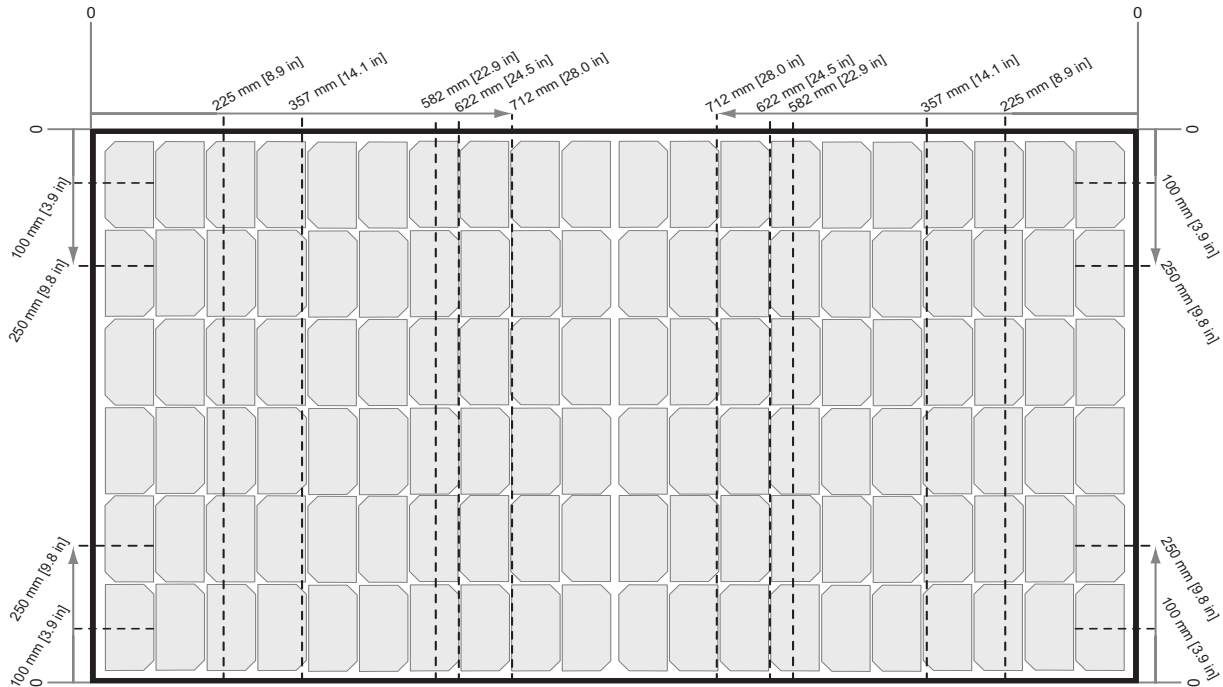 0
0
225 mm [8.9 in]
357 mm [14.1 in]
582 mm [22.9 in]
622 mm [24.5 in]
712 mm [28.0 in]
712 mm [28.0 in]
622 mm [24.5 in]
582 mm [22.9 in]
357 mm [14.1 in]
225 mm [8.9 in]
0
0
100 mm [3.9 in]
100 mm [3.9 in]
250 mm [9.8 in]
250 mm [9.8 in]
250 mm [9.8 in]
250 mm [9.8 in]
100 mm [3.9 in]
100 mm [3.9 in]
0
0